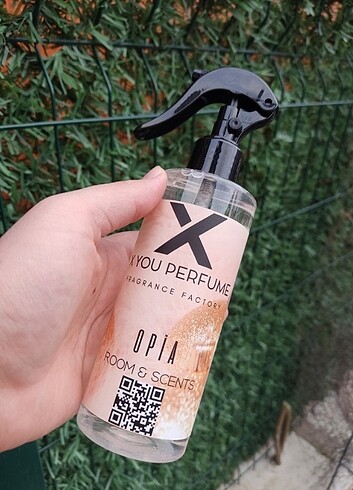 X
X YOU PERFUME
FRAGRANCE FACTORY
OPİA
ROOM & SCENTS